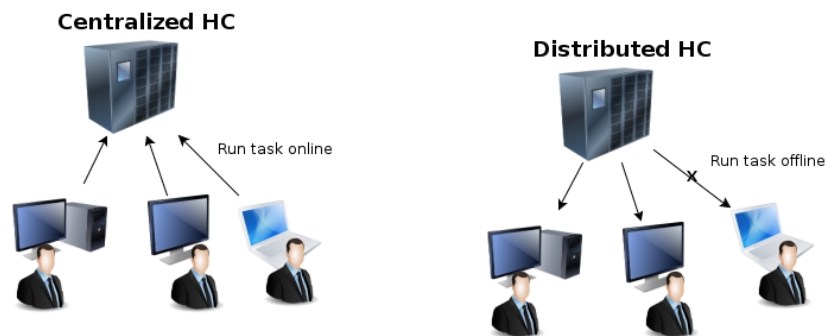 Centralized HC
Distributed HC
Run task online
Run task offline
X